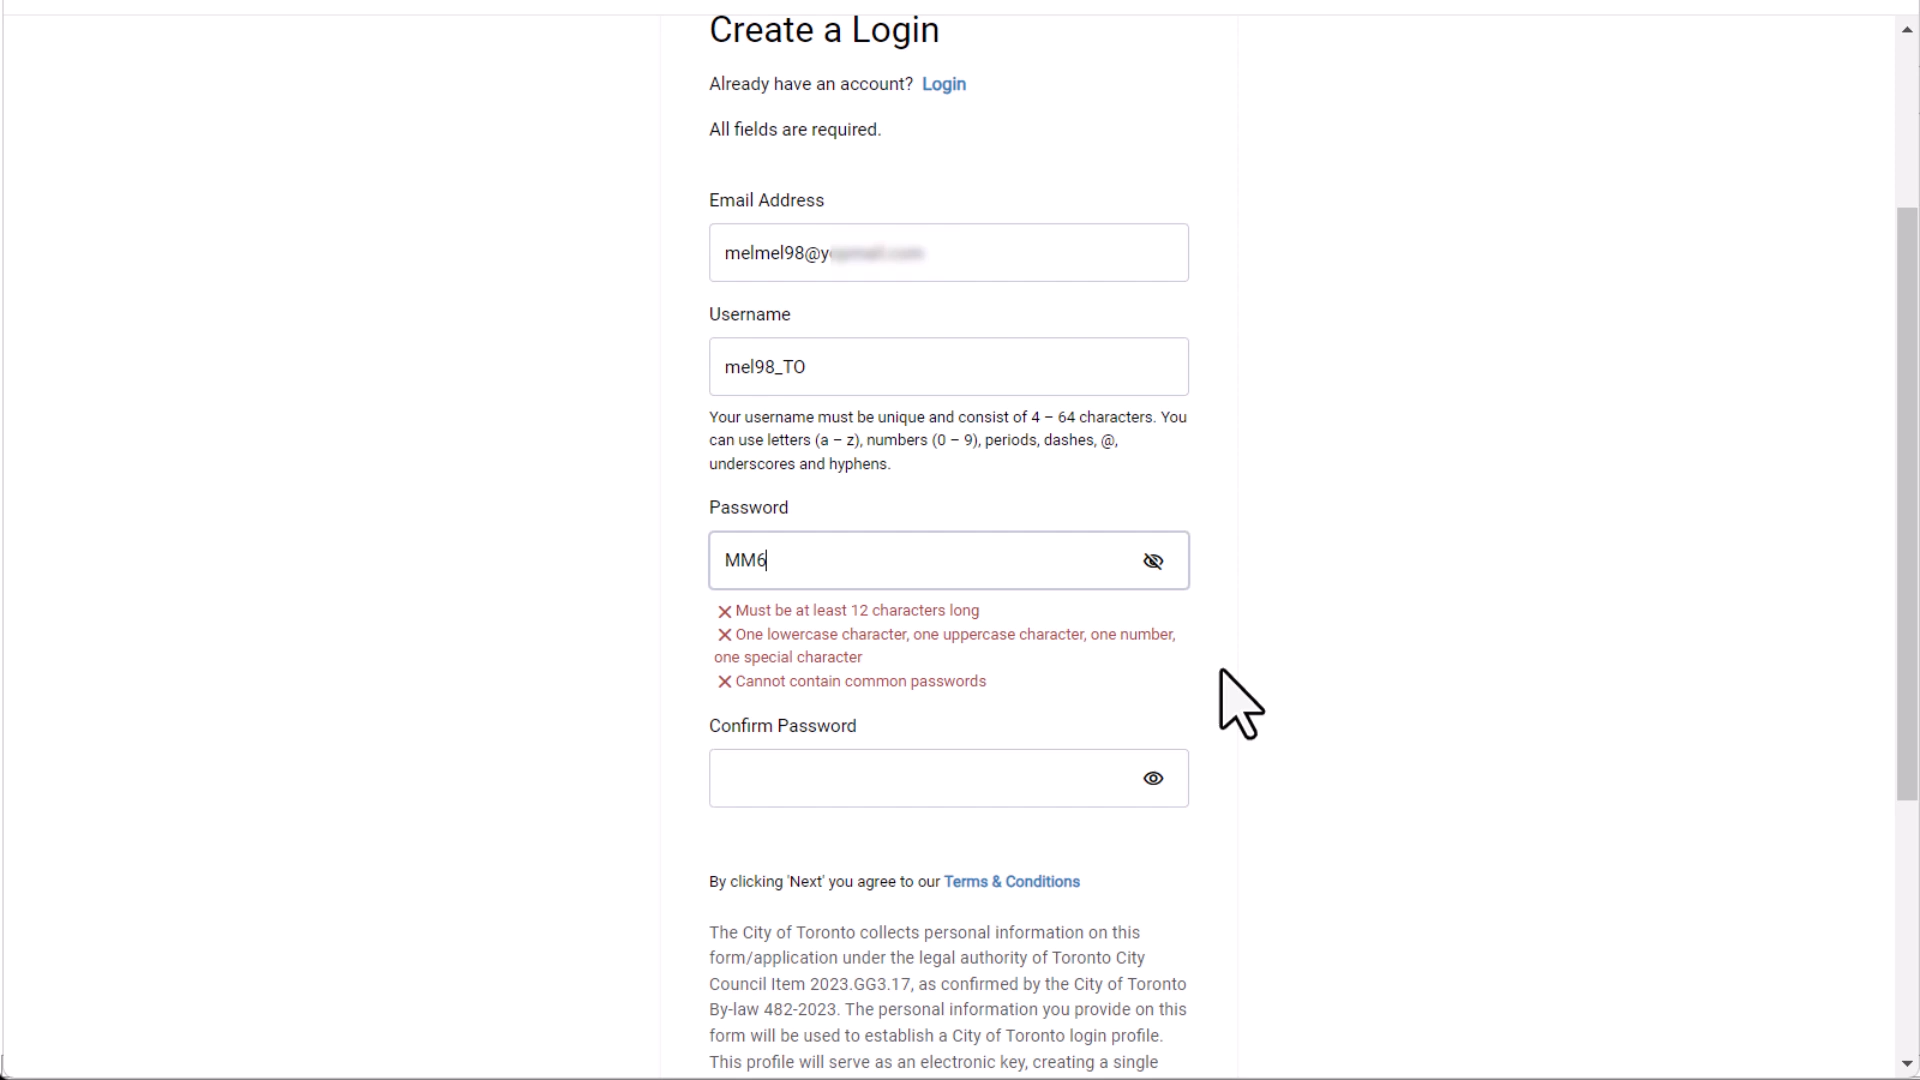 Create a Login
Already have an account? Login
All fields are required.
Email Address
melmel98@y
Username
mel98_TO
Your username must be unique and consist of 4 – 64 characters. You
can use letters (a – z), numbers (0 – 9), periods, dashes, @,
underscores and hyphens.
Password
MM6
Must be at least 12 characters long
One lowercase character, one uppercase character, one number,
one special character
Cannot contain common passwords
Confirm Password
By clicking 'Next' you agree to our Terms & Conditions
The City of Toronto collects personal information on this
form/application under the legal authority of Toronto City
Council Item 2023.GG3.17, as confirmed by the City of Toronto
By-law 482-2023. The personal information you provide on this
form will be used to establish a City of Toronto login profile.
This profile will serve as an electronic key, creating a single